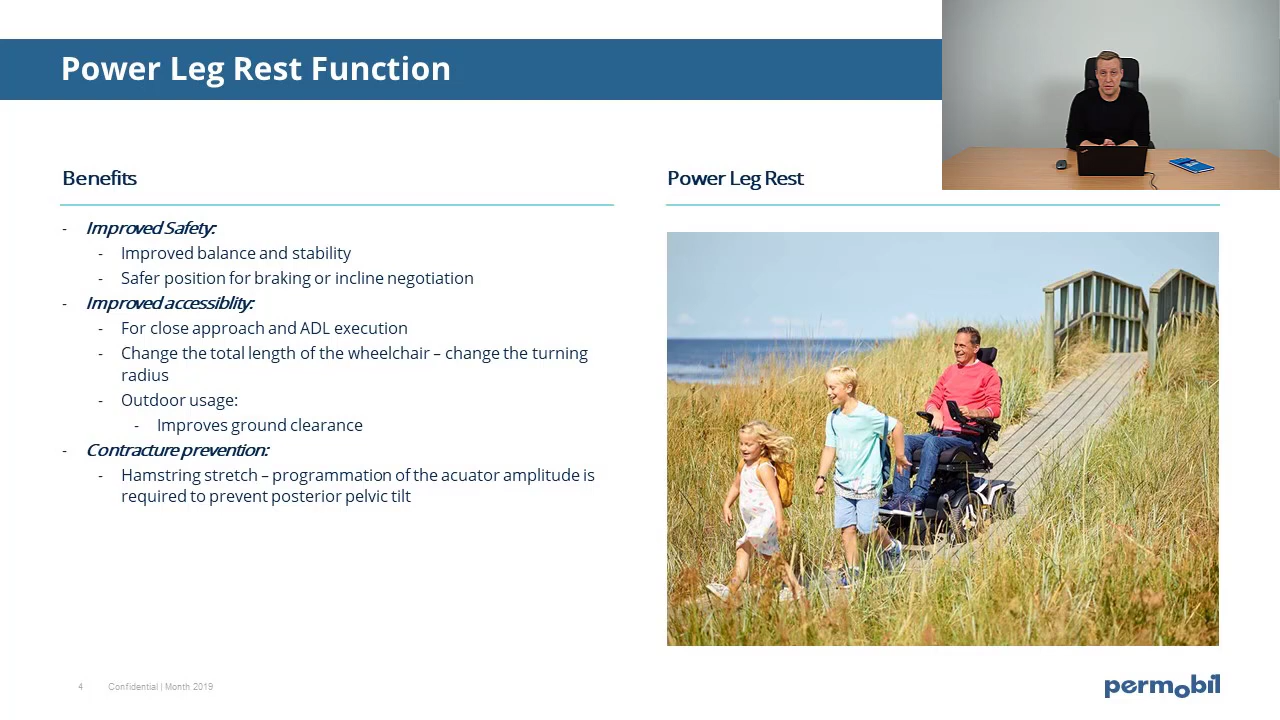 Power Leg Rest Function
Benefits
- Improved Safety:
- Improved balance and stability
- Safer position for braking or incline negotiation
- Improved accessiblity:
- For close approach and ADL execution
- Change the total length of the wheelchair – change the turning
radius
- Outdoor usage:
- Improves ground clearance
- Contracture prevention:
- Hamstring stretch – programmation of the acuator amplitude is
required to prevent posterior pelvic tilt
Power Leg Rest
4
Confidential | Month 2019
permobil